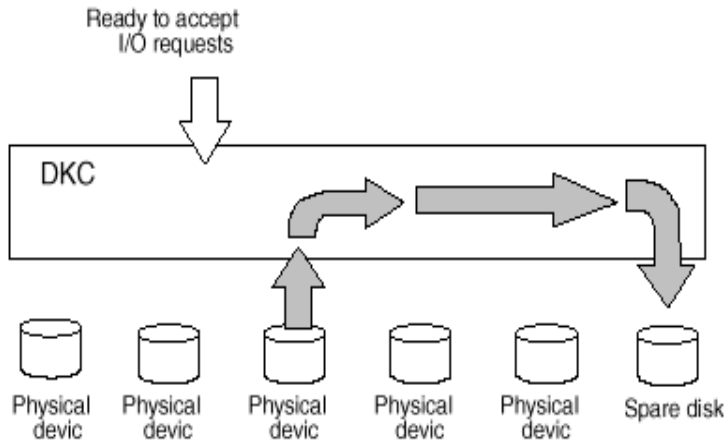 Ready to accept
I/O requests
DKC
Physical
devic
Physical
devic
Physical
devic
Physical
devic
Physical
devic
Spare disk